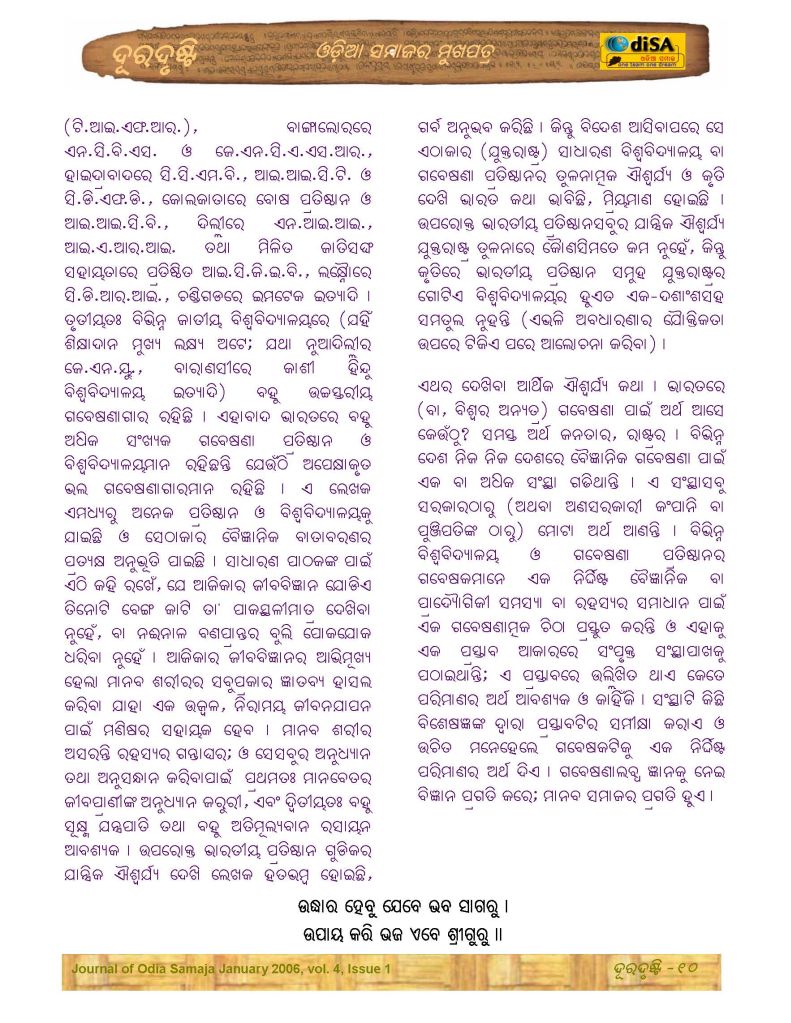 ଦୂରଦୃଷ୍ଟି
ଓଡ଼ିଆ ସମାଜର ମୁଖପତ୍ର
diSA
ଓଡିଆ ସମାଜ
one team one dream
(ଟି.ଆଇ.ଏଫ.ଆର.), ବାଙ୍ଗାଲୋରରେ
ଏନ.ସି.ବି.ଏସ. ଓ ଜେ.ଏନ.ସି.ଏ.ଏସ.ଆର.,
ହାଇଦ୍ରାବାଦରେ ସି.ସି.ଏମ.ବି., ଆଇ.ଆଇ.ସି.ଟି. ଓ
ସି.ଡି.ଏଫ.ଡି., କୋଲକାତାରେ ବୋଷ ପ୍ରତିଷ୍ଠାନ ଓ
ଆଇ.ଆଇ.ସି.ବି., ଦିଲ୍ଲୀରେ ଏନ.ଆଇ.ଆଇ.,
ଆଇ.ଏ.ଆର.ଆଇ. ତଥା ମିଳିତ ଜାତିସଙ୍ଘ
ସହାୟତାରେ ପ୍ରତିଷ୍ଠିତ ଆଇ.ସି.ଜି.ଇ.ବି., ଲକ୍ଷ୍ନୌରେ
ସି.ଡି.ଆର.ଆଇ., ଚଣ୍ଡିଗଡରେ ଇମଟେକ ଇତ୍ୟାଦି ।
ତୃତୀୟତଃ ବିଭିନ୍ନ ଜାତୀୟ ବିଶ୍ୱବିଦ୍ୟାଳୟରେ (ଯହିଁ
ଶିକ୍ଷାଦାନ ମୁଖ୍ୟ ଲକ୍ଷ୍ୟ ଅଟେ; ଯଥା ନୂଆଦିଲ୍ଲୀର
ଜେ.ଏନ.ୟୁ., ବାରାଣସୀରେ କାଶୀ ହିନ୍ଦୁ
ବିଶ୍ୱବିଦ୍ୟାଳୟ ଇତ୍ୟାଦି) ବହୁ ଉଚ୍ଚସ୍ତରୀୟ
ଗବେଷଣାଗାର ରହିଛି । ଏହାବାଦ ଭାରତରେ ବହୁ
ଅଧିକ ସଂଖ୍ୟକ ଗବେଷଣା ପ୍ରତିଷ୍ଠାନ ଓ
ବିଶ୍ୱବିଦ୍ୟାଳୟମାନ ରହିଛନ୍ତି ଯେଉଁଠି ଅପେକ୍ଷାକୃତ
ଭଲ ଗବେଷଣାଗାରମାନ ରହିଛି । ଏ ଲେଖକ
ଏମଧ୍ୟରୁ ଅନେକ ପ୍ରତିଷ୍ଠାନ ଓ ବିଶ୍ୱବିଦ୍ୟାଳୟକୁ
ଯାଇଛି ଓ ସେଠାକାର ବୈଜ୍ଞାନିକ ବାତାବରଣର
ପ୍ରତ୍ୟକ୍ଷ ଅନୁଭୂତି ପାଇଛି । ସାଧାରଣ ପାଠକଙ୍କ ପାଇଁ
ଏଠି କହି ରଖେଁ, ଯେ ଆଜିକାର ଜୀବବିଜ୍ଞାନ ଯୋଡିଏ
ତିନୋଟି ବେଙ୍ଗ କାଟି ତା' ପାକସ୍ଥଳୀମାତ୍ର ଦେଖିବା
ନୁହେଁ, ବା ନଈନାଳ ବଣପ୍ରାନ୍ତର ବୁଲି ପୋକଯୋକ
ଧରିବା ନୁହେଁ । ଆଜିକାର ଜୀବବିଜ୍ଞାନର ଆଭିମୂଖ୍ୟ
ହେଲା ମାନବ ଶରୀରର ସବୁପ୍ରକାର ଜ୍ଞାତବ୍ୟ ହାସଲ
କରିବା ଯାହା ଏକ ଉଜ୍ୱଳ, ନିରାମୟ ଜୀବନଯାପନ
ପାଇଁ ମଣିଷର ସହାୟକ ହେବ । ମାନବ ଶରୀର
ଅସରନ୍ତି ରହସ୍ୟର ଗନ୍ତାଘର; ଓ ସେସବୁର ଅନୁଧ୍ୟାନ
ତଥା ଅନୁସନ୍ଧାନ କରିବାପାଇଁ ପ୍ରଥମତଃ ମାନବେତର
ଜୀବପ୍ରାଣୀଙ୍କ ଅନୁଧ୍ୟାନ ଜରୁରୀ, ଏବଂ ଦ୍ୱିତୀୟତଃ ବହୁ
ସୂକ୍ଷ୍ମ ଯନ୍ତ୍ରପାତି ତଥା ବହୁ ଅତିମୂଲ୍ୟବାନ ରସାୟନ
ଆବଶ୍ୟକ । ଉପରୋକ୍ତ ଭାରତୀୟ ପ୍ରତିଷ୍ଠାନ ଗୁଡିକର
ଯାନ୍ତ୍ରିକ ଐଶ୍ୱର୍ଯ୍ୟ ଦେଖି ଲେଖକ ହତଭମ୍ବ ହୋଇଛି,
ଗର୍ବ ଅନୁଭବ କରିଛି । କିନ୍ତୁ ବିଦେଶ ଆସିବାପରେ ସେ
ଏଠାକାର (ଯୁକ୍ତରାଷ୍ଟ୍ର) ସାଧାରଣ ବିଶ୍ୱବିଦ୍ୟାଳୟ ବା
ଗବେଷଣା ପ୍ରତିଷ୍ଠାନର ତୁଳନାତ୍ମକ ଐଶ୍ୱର୍ଯ୍ୟ ଓ କୃତି
ଦେଖି ଭାରତ କଥା ଭାବିଛି, ମ୍ରିୟମାଣ ହୋଇଛି ।
ଉପରୋକ୍ତ ଭାରତୀୟ ପ୍ରତିଷ୍ଠାନସବୁର ଯାନ୍ତ୍ରିକ ଐଶ୍ୱର୍ଯ୍ୟ
ଯୁକ୍ତରାଷ୍ଟ୍ର ତୁଳନାରେ କୌଣସିମତେ କମ ନୁହେଁ, କିନ୍ତୁ
କୃତିରେ ଭାରତୀୟ ପ୍ରତିଷ୍ଠାନ ସମୁହ ଯୁକ୍ତରାଷ୍ଟ୍ରର
ଗୋଟିଏ ବିଶ୍ୱବିଦ୍ୟାଳୟର ହୁଏତ ଏକ-ଦଶାଂଶସହ
ସମତୁଲ ନୁହନ୍ତି (ଏଭଳି ଅବଧାରଣାର ଯୌକ୍ତିକତା
ଉପରେ ଟିକିଏ ପରେ ଆଲୋଚନା କରିବା) ।
ଏଥର ଦେଖିବା ଆର୍ଥିକ ଐଶ୍ୱର୍ଯ୍ୟ କଥା । ଭାରତରେ
(ବା, ବିଶ୍ୱର ଅନ୍ୟତ୍ର) ଗବେଷଣା ପାଇଁ ଅର୍ଥ ଆସେ
କେଉଁଠୁ? ସମସ୍ତ ଅର୍ଥ ଜନତାର, ରାଷ୍ଟ୍ରର । ବିଭିନ୍ନ
ଦେଶ ନିଜ ନିଜ ଦେଶରେ ବୈଜ୍ଞାନିକ ଗବେଷଣା ପାଇଁ
ଏକ ବା ଅଧିକ ସଂସ୍ଥା ଗଢିଥାନ୍ତି । ଏ ସଂସ୍ଥାସବୁ
ସରକାରଠାରୁ (ଅଥବା ଅଣସରକାରୀ କଂପାନି ବା
ପୁଞ୍ଜିପତିଙ୍କ ଠାରୁ) ମୋଟା ଅର୍ଥ ଆଣନ୍ତି । ବିଭିନ୍ନ
ବିଶ୍ୱବିଦ୍ୟାଳୟ ଓ ଗବେଷଣା ପ୍ରତିଷ୍ଠାନର
ଗବେଷକମାନେ ଏକ ନିର୍ଦ୍ଦିଷ୍ଟ ବୈଜ୍ଞାନିକ ବା
ପ୍ରାଦ୍ୟୌଗିକୀ ସମସ୍ୟା ବା ରହସ୍ୟର ସମାଧାନ ପାଇଁ
ଏକ ଗବେଷଣାତ୍ମକ ଚିଠା ପ୍ରସ୍ତୁତ କରନ୍ତି ଓ ଏହାକୁ
ଏକ ପ୍ରସ୍ତାବ ଆକାରରେ ସଂପୃକ୍ତ ସଂସ୍ଥାପାଖକୁ
ପଠାଇଥାନ୍ତି; ଏ ପ୍ରସ୍ତାବରେ ଉଲ୍ଲିଖିତ ଥାଏ କେତେ
ପରିମାଣର ଅର୍ଥ ଆବଶ୍ୟକ ଓ କାହିଁକି । ସଂସ୍ଥାଟି କିଛି
ବିଶେଷଜ୍ଞଙ୍କ ଦ୍ୱାରା ପ୍ରସ୍ତାବଟିର ସମୀକ୍ଷା କରାଏ ଓ
ଉଚିତ ମନେହେଲେ ଗବେଷକଟିକୁ ଏକ ନିର୍ଦ୍ଦିଷ୍ଟ
ପରିମାଣର ଅର୍ଥ ଦିଏ । ଗବେଷଣାଲବ୍ଧ ଜ୍ଞାନକୁ ନେଇ
ବିଜ୍ଞାନ ପ୍ରଗତି କରେ; ମାନବ ସମାଜର ପ୍ରଗତି ହୁଏ ।
ଉଦ୍ଧାର ହେବୁ ଯେବେ ଭବ ସାଗରୁ ।
ଉପାୟ କରି ଭଜ ଏବେ ଶ୍ରୀଗୁରୁ ॥
Journal of Odia Samaja January 2006, vol. 4, Issue 1
ଦୂରଦୃଷ୍ଟି - ୧୦